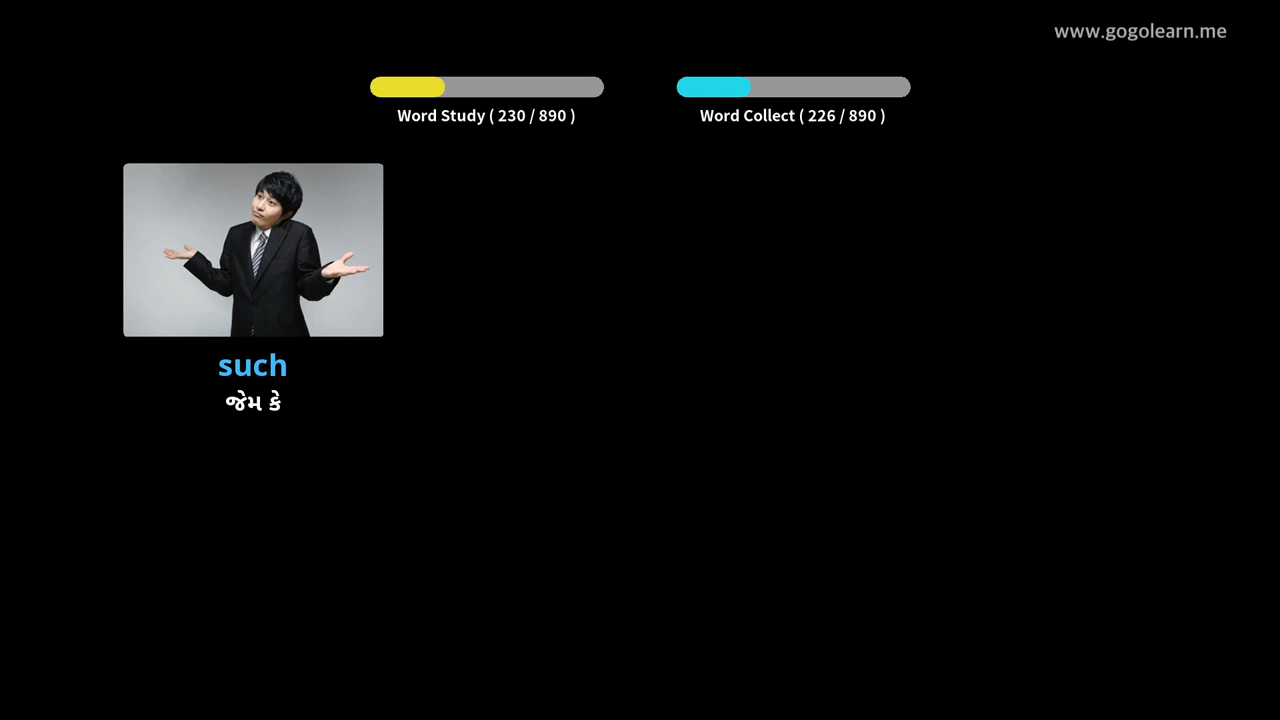 www.gogolearn.me
Word Study ( 230 / 890 )
Word Collect ( 226 / 890 )
such
જેમ કે